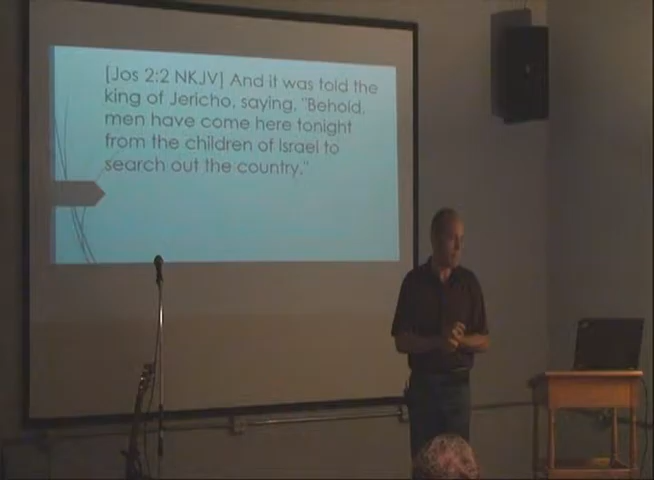 [Jos 2:2 NKJV] And it was told the
king of Jericho, saying, "Behold,
men have come here tonight
from the children of Israel to
search out the country."